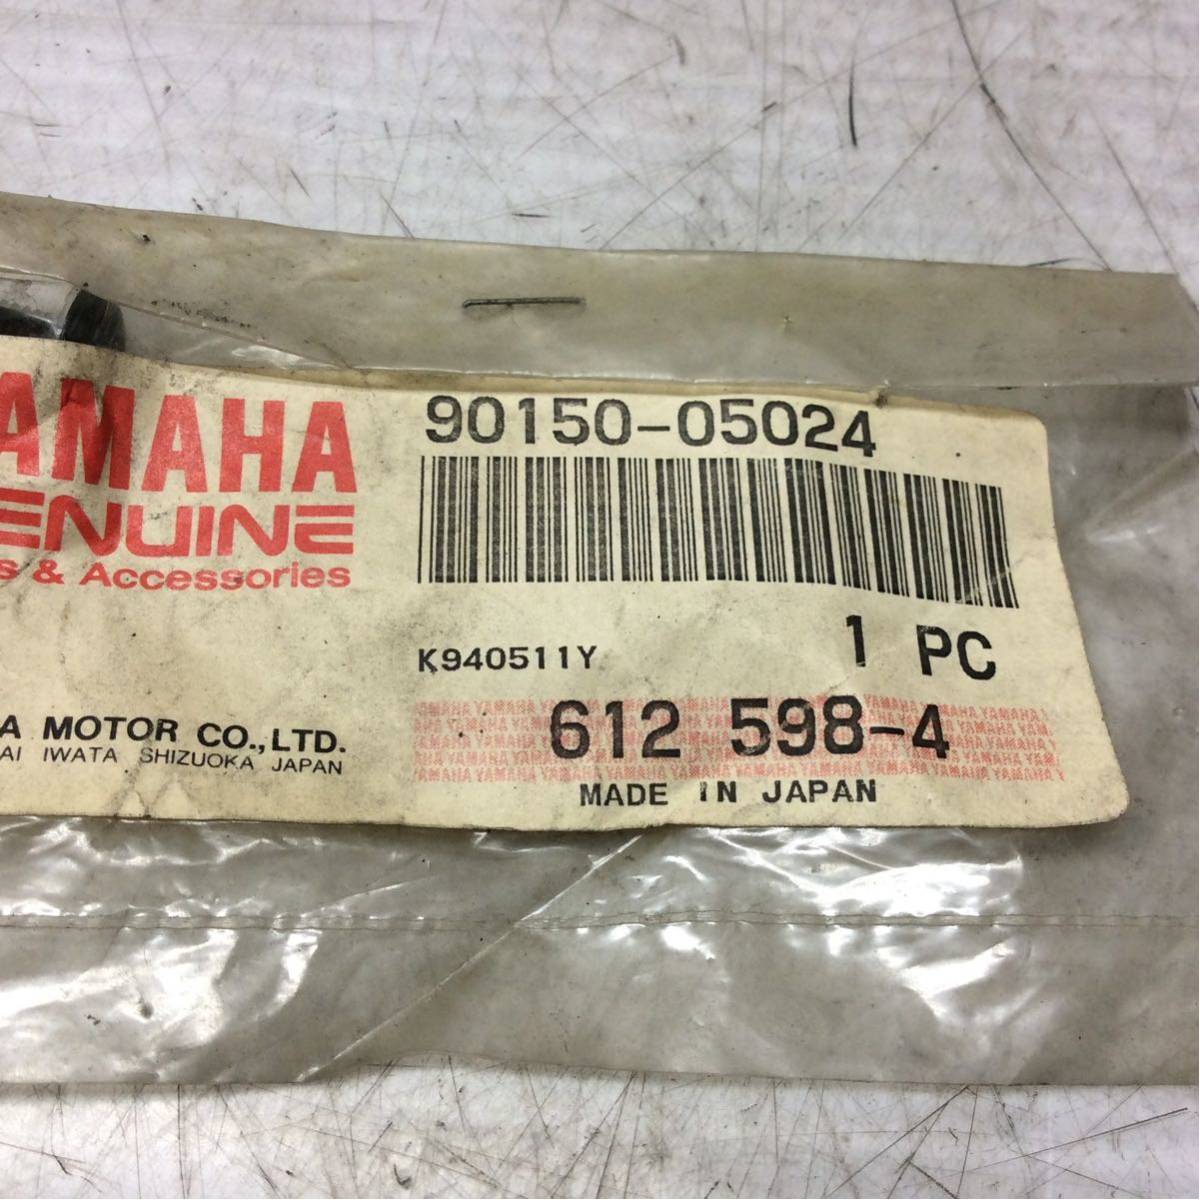 AMAHA
ENUINE
s & Accessories
90150-05024
K940511Y
1 PC
A MOTOR CO.,LTD.
AI IWATA SHIZUOKA JAPAN
612 598-4
MADE IN JAPAN